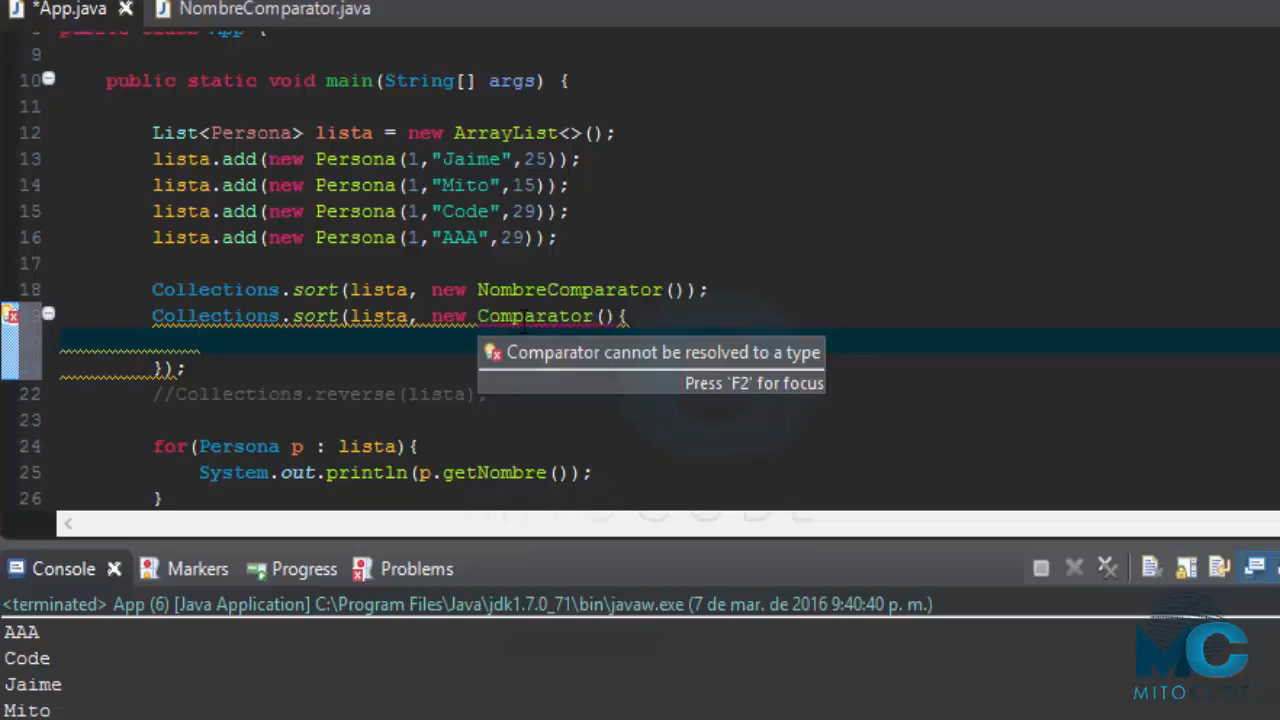 *App.java NombreComparator.java
public class App {
9
10 public static void main(String[] args) {
11
12 List<Persona> lista = new ArrayList<>();
13 lista.add(new Persona(1,"Jaime",25));
14 lista.add(new Persona(1,"Mito",15));
15 lista.add(new Persona(1,"Code",29));
16 lista.add(new Persona(1,"AAA",29));
17
18 Collections.sort(lista, new NombreComparator());
9 Collections.sort(lista, new Comparator(){
Comparator cannot be resolved to a type
});
Press 'F2' for focus
22 //Collections.reverse(lista);
23
24 for(Persona p : lista){
25 System.out.println(p.getNombre());
26 }
MITOCODE
Console Markers Progress Problems
<terminated> App (6) [Java Application] C:\Program Files\Java\jdk1.7.0_71\bin\javaw.exe (7 de mar. de 2016 9:40:40 p. m.)
AAA
Code
Jaime
Mito
MC
MITOCODE